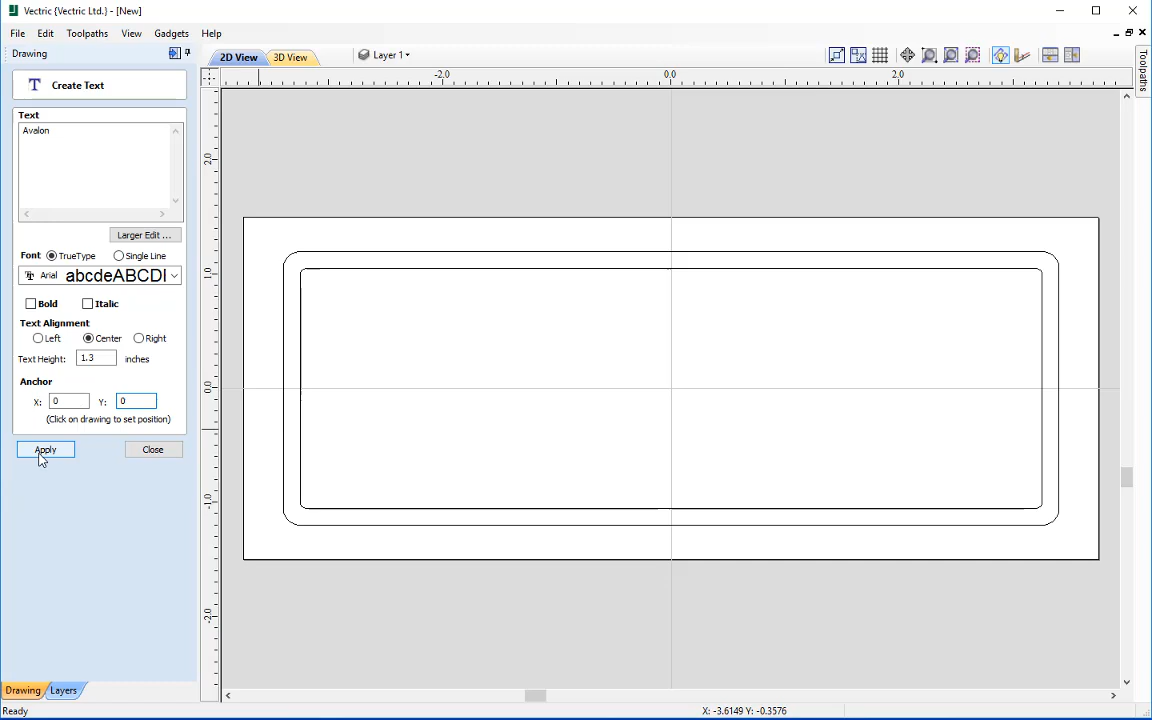 Vectric {Vectric Ltd.} - [New]
File Edit Toolpaths View Gadgets Help
Drawing
2D View 3D View Layer 1
Toolpaths
T Create Text
-2.0 0.0 2.0
Text
Avalon
2.0
Larger Edit ...
Font TrueType Single Line
Arial abcdeABCD
1.0
Bold Italic
Text Alignment
Left Center Right
Text Height: 1.3 inches
Anchor
0.0
X: 0 Y: 0
(Click on drawing to set position)
Apply Close
-1.0
-2.0
Drawing Layers
Ready X: -3.6149 Y: -0.3576